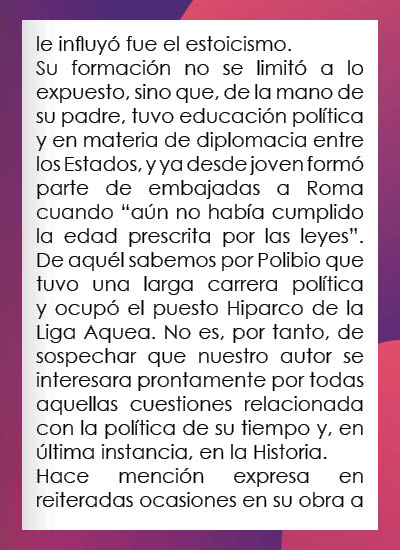 le influyó fue el estoicismo.
Su formación no se limitó a lo
expuesto, sino que, de la mano de
su padre, tuvo educación política
y en materia de diplomacia entre
los Estados, y ya desde joven formó
parte de embajadas a Roma
cuando “aún no había cumplido
la edad prescrita por las leyes”.
De aquél sabemos por Polibio que
tuvo una larga carrera política
y ocupó el puesto Hiparco de la
Liga Aquea. No es, por tanto, de
sospechar que nuestro autor se
interesara prontamente por todas
aquellas cuestiones relacionada
con la política de su tiempo y, en
última instancia, en la Historia.
Hace mención expresa en
reiteradas ocasiones en su obra a